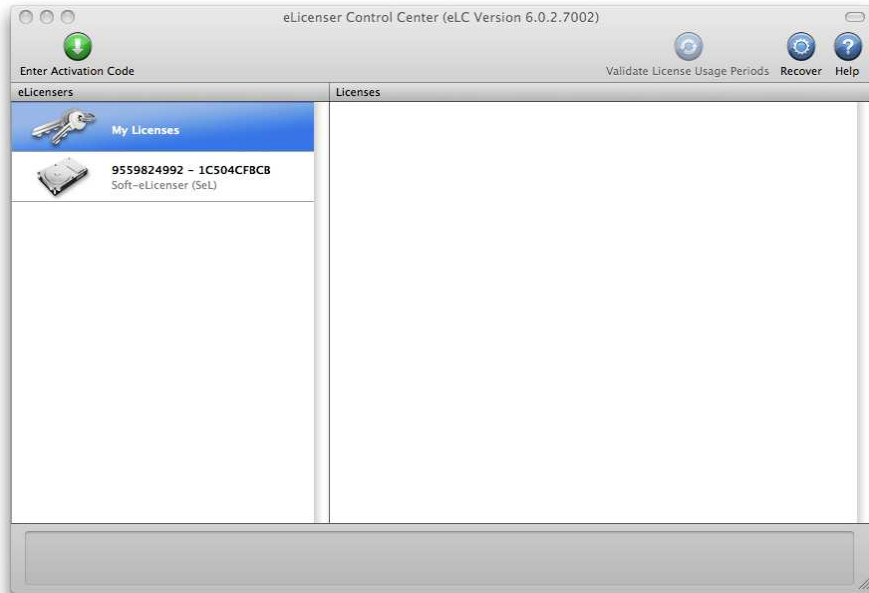 eLicenser Control Center (eLC Version 6.0.2.7002)
Enter Activation Code
Validate License Usage Periods
Recover
Help
eLicensers
Licenses
My Licenses
9559824992 - 1C504CFBCB
Soft-eLicenser (SeL)